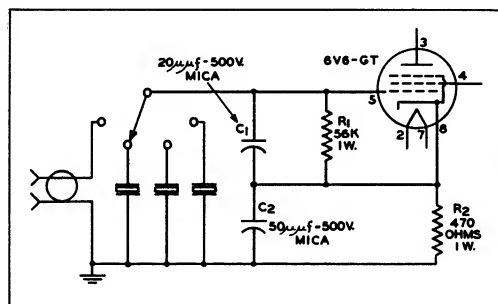 20µµf-500V.
MICA
6V6-GT
3
4
5
2
7
8
C1
R1
56K
1W.
C2
50µµf-500V.
MICA
R2
470
OHMS
1W.